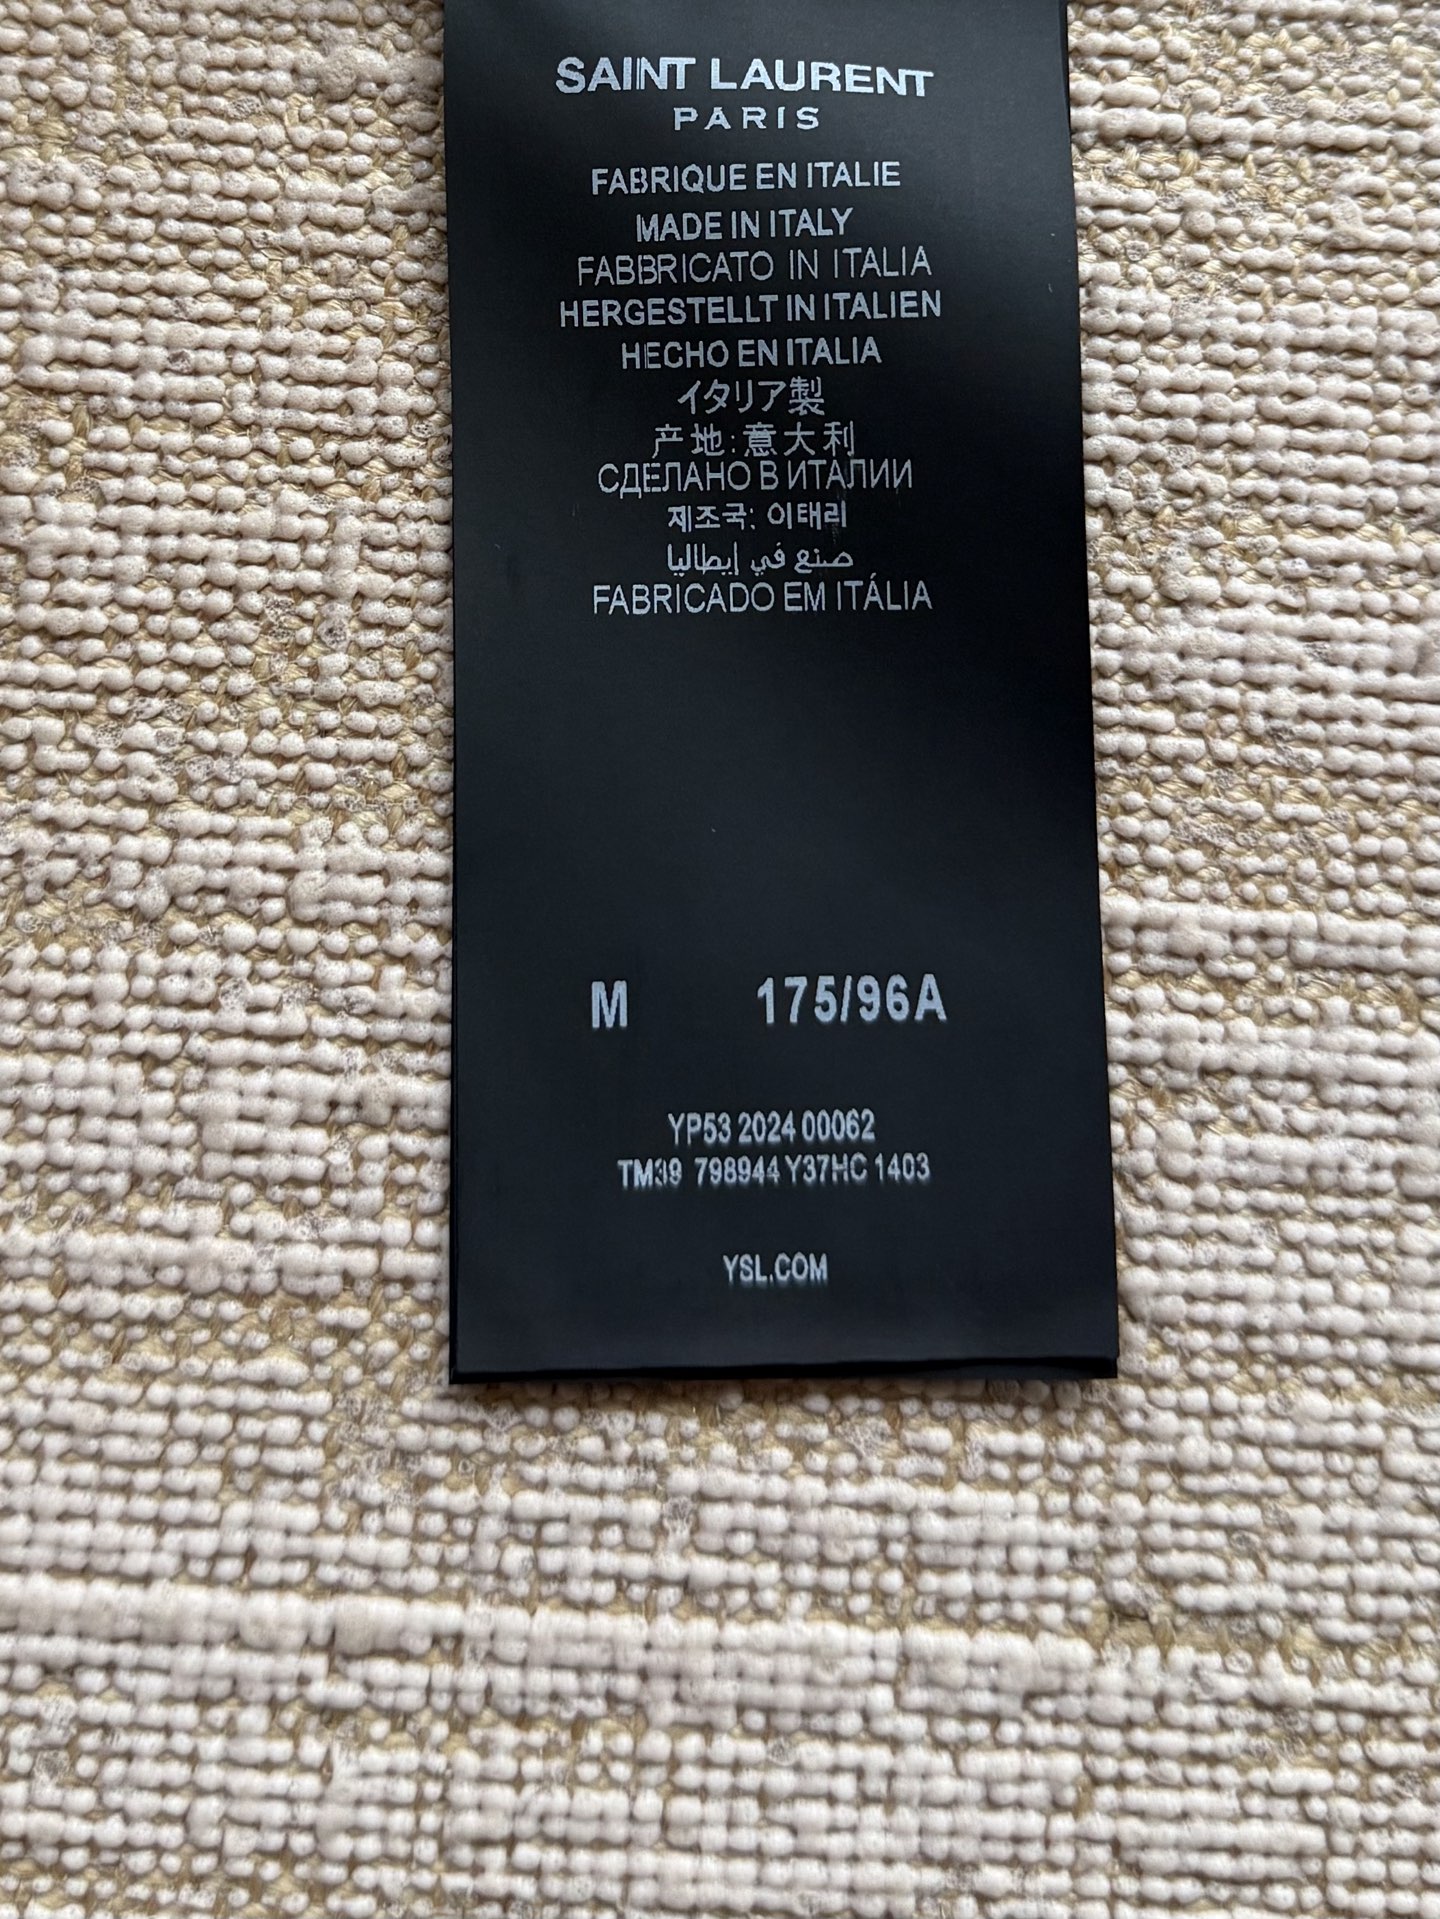 SAINT LAURENT
PARIS
FABRIQUE EN ITALIE
MADE IN ITALY
FABBRICATO IN ITALIA
HERGESTELLT IN ITALIEN
HECHO EN ITALIA
イタリア製
产地:意大利
СДЕЛАНО В ИТАЛИИ
제조국: 이태리
صنع في إيطاليا
FABRICADO EM ITÁLIA
M 175/96A
YP53 2024 00062
TM39 798944 Y37HC 1403
YSL.COM